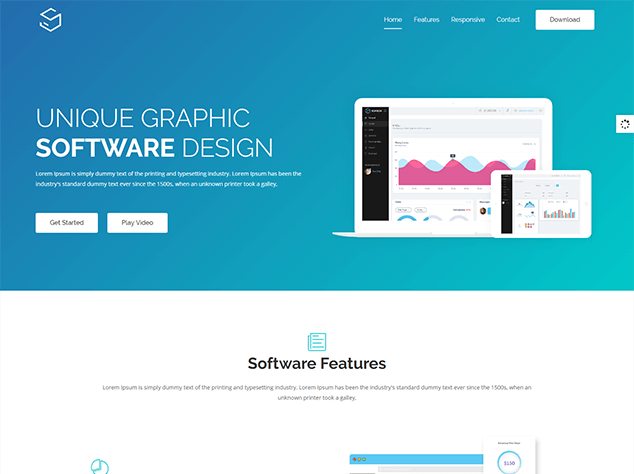 Home Features Responsive Contact Download
UNIQUE GRAPHIC
SOFTWARE DESIGN
Lorem Ipsum is simply dummy text of the printing and typesetting industry. Lorem Ipsum has been the
industry's standard dummy text ever since the 1500s, when an unknown printer took a galley.
Get Started Play Video
Software Features
Lorem Ipsum is simply dummy text of the printing and typesetting industry. Lorem Ipsum has been the industry's standard dummy text ever since the 1500s, when an unknown printer
took a galley.
$150